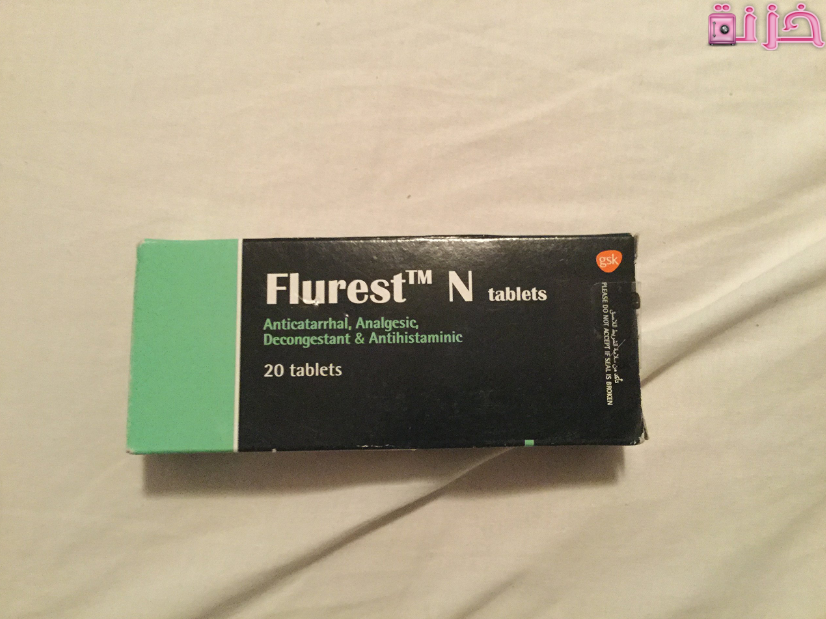 خزنة
Flurest™ N tablets
gsk
Anticatarrhal, Analgesic,
Decongestant & Antihistaminic
20 tablets
PLEASE DO NOT ACCEPT IF SEAL IS BROKEN